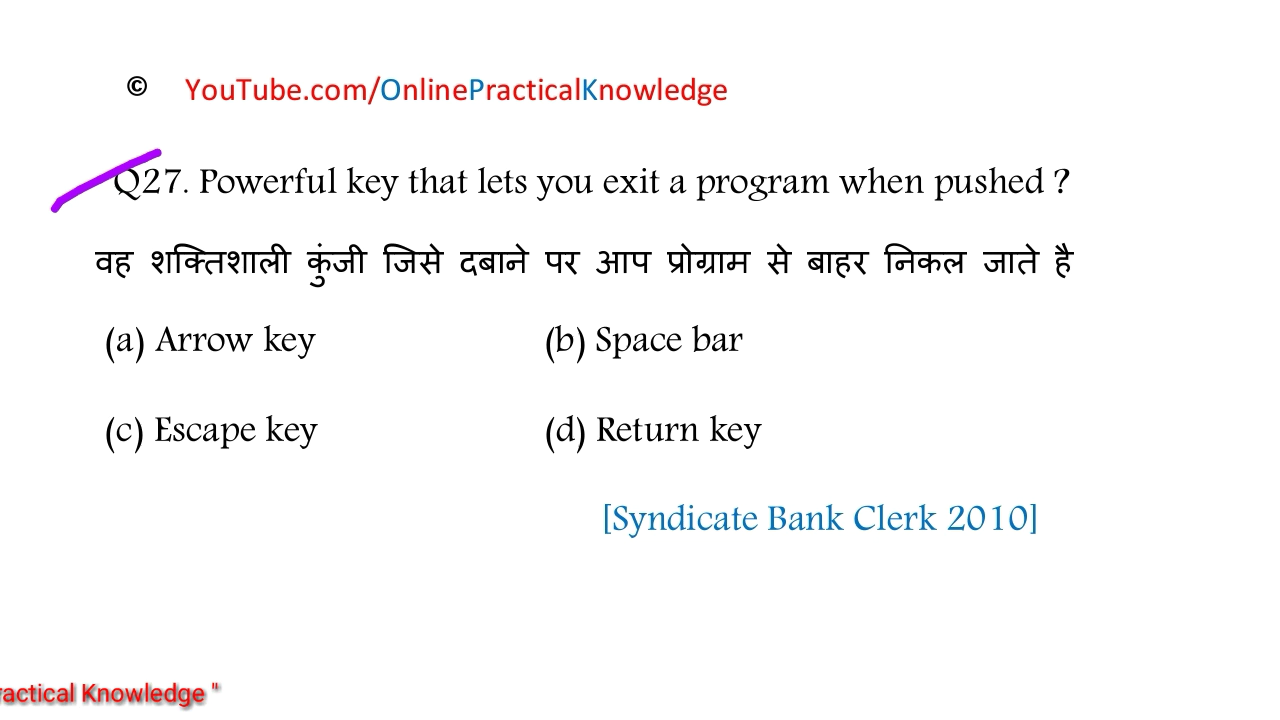 © YouTube.com/OnlinePracticalKnowledge
Q27. Powerful key that lets you exit a program when pushed ?
वह शक्तिशाली कुंजी जिसे दबाने पर आप प्रोग्राम से बाहर निकल जाते है
(a) Arrow key (b) Space bar
(c) Escape key (d) Return key
[Syndicate Bank Clerk 2010]
ractical Knowledge "